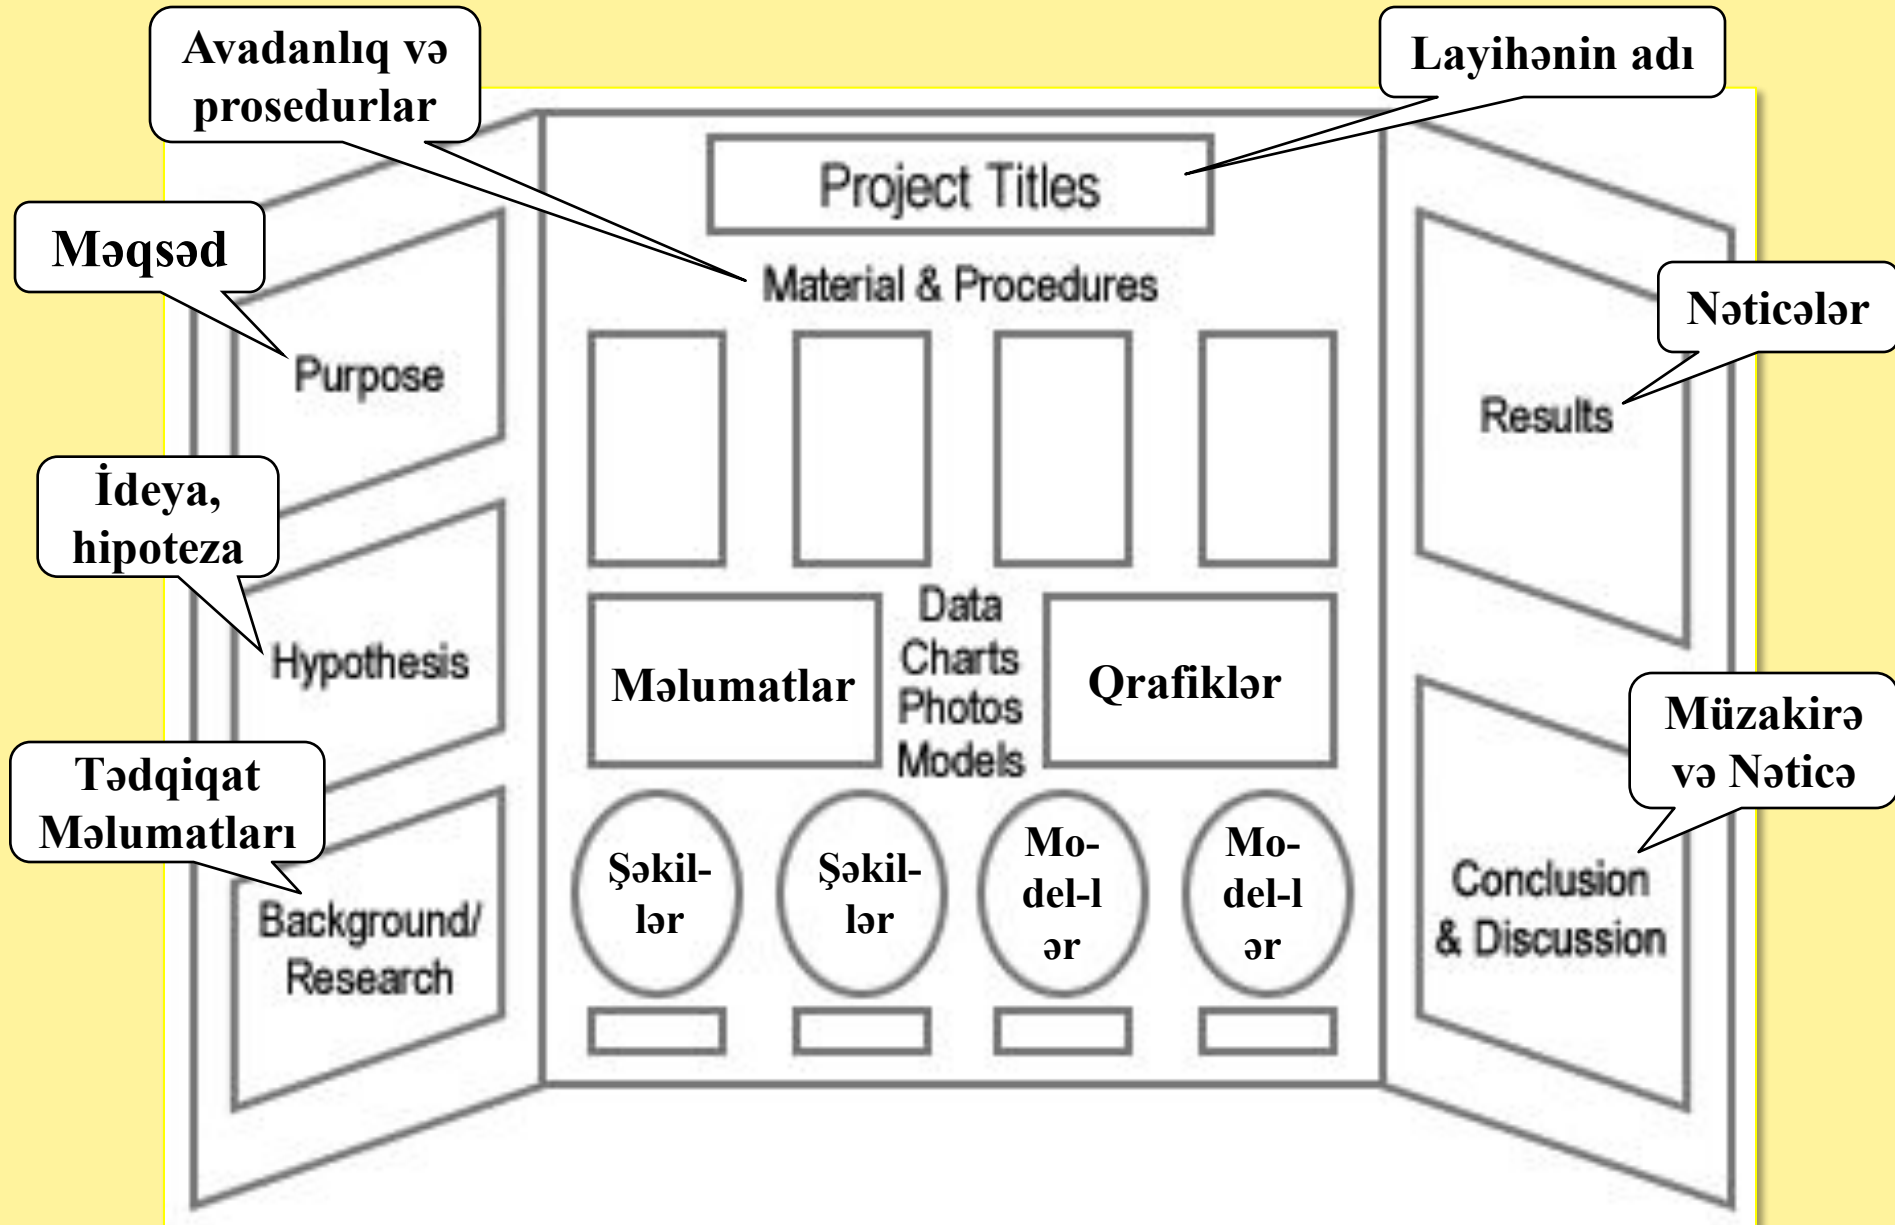 Avadanlıq və
prosedurlar
Layihənin adı
Project Titles
Məqsəd
Material & Procedures
Nəticələr
Purpose
Results
İdeya,
hipoteza
Hypothesis
Data
Charts
Photos
Models
Məlumatlar
Qrafiklər
Müzakirə
və Nəticə
Tədqiqat
Məlumatları
Background/
Research
Şəkil-
lər
Şəkil-
lər
Mo-
del-l
ər
Mo-
del-l
ər
Conclusion
& Discussion